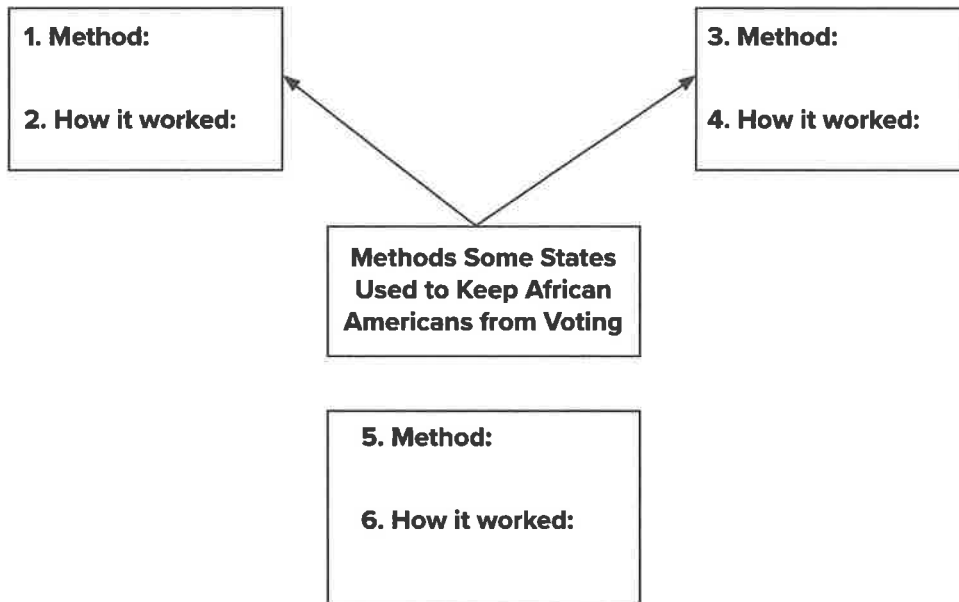 1. Method:
2. How it worked:
3. Method:
4. How it worked:
Methods Some States
Used to Keep African
Americans from Voting
5. Method:
6. How it worked: